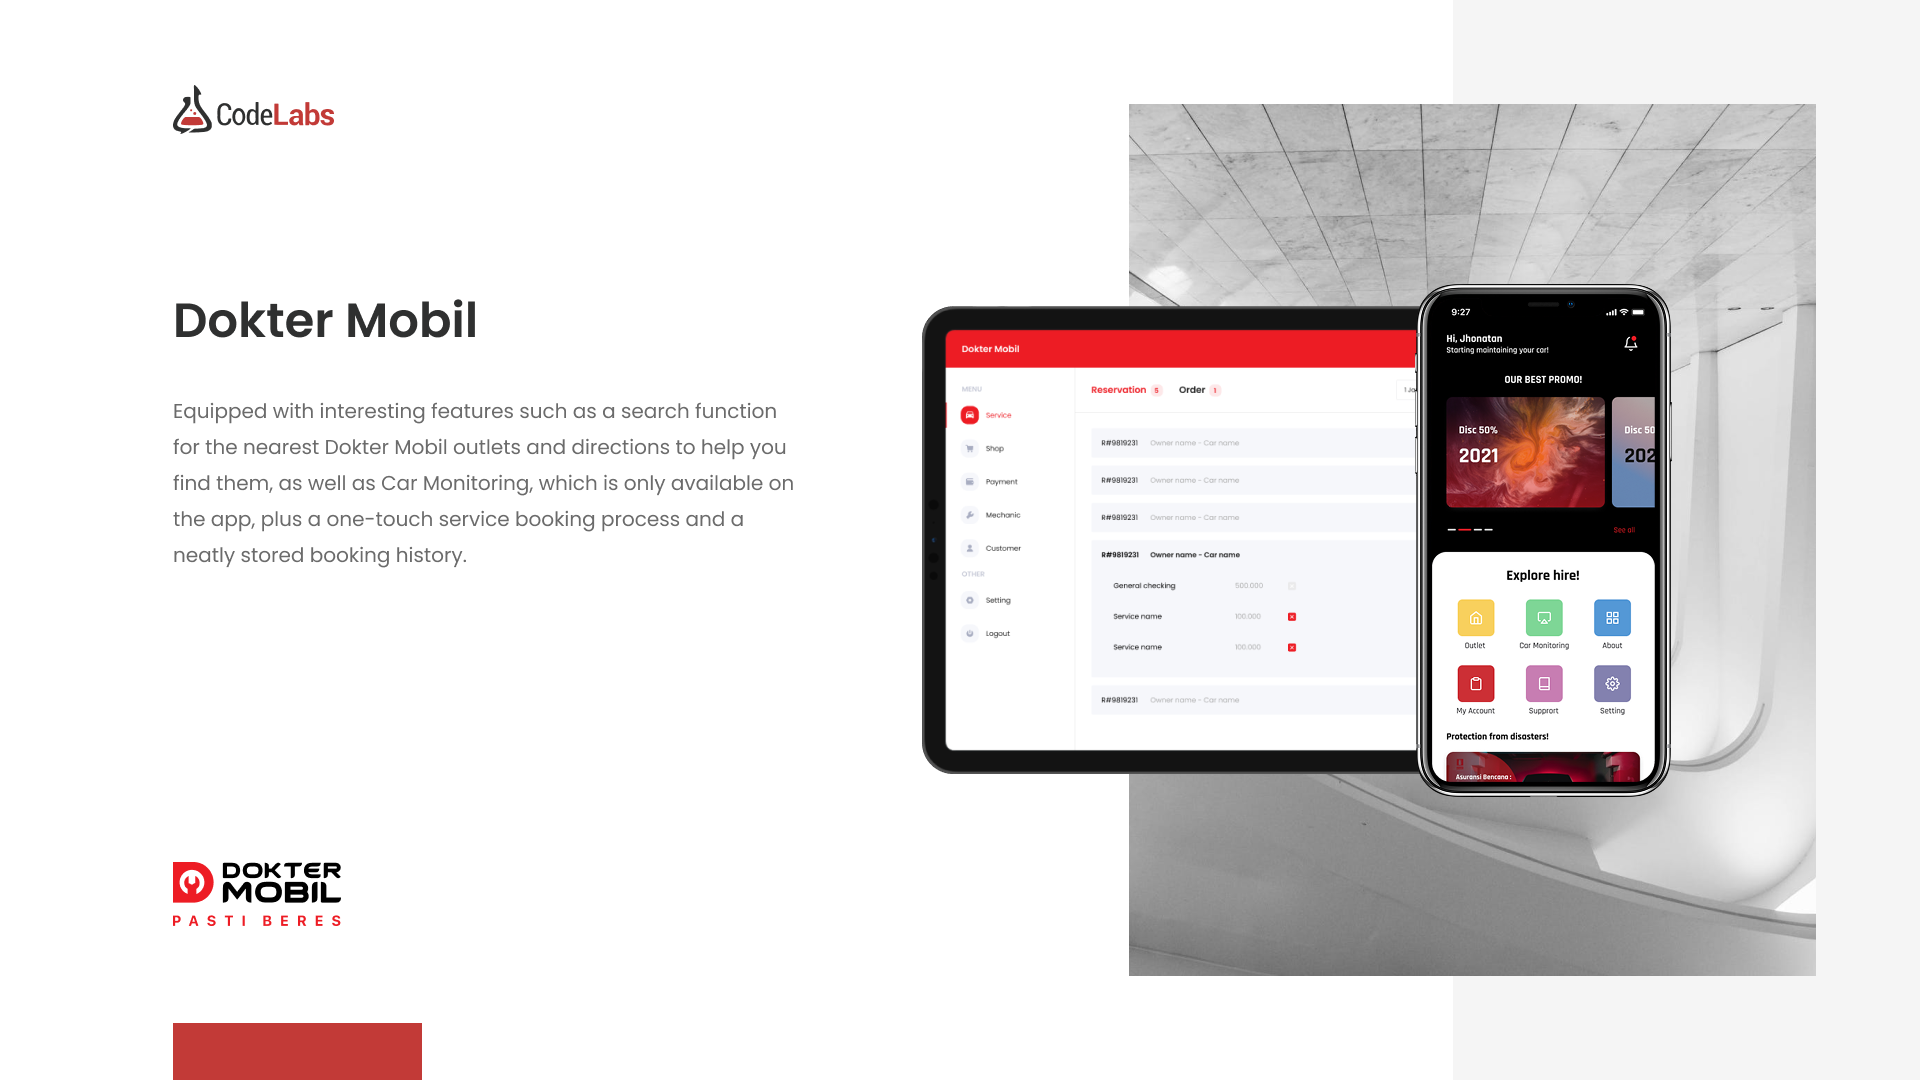 CodeLabs
Dokter Mobil
Equipped with interesting features such as a search function
for the nearest Dokter Mobil outlets and directions to help you
find them, as well as Car Monitoring, which is only available on
the app, plus a one-touch service booking process and a
neatly stored booking history.
DOKTER
MOBIL
PASTI BERES
Dokter Mobil
MENU
Service
Shop
Payment
Mechanic
Customer
OTHER
Setting
Logout
Reservation 5 Order 1
R#9819231 Owner name - Car name
R#9819231 Owner name - Car name
R#9819231 Owner name - Car name
R#9819231 Owner name - Car name
General checking 500.000
Service name 100.000
Service name 100.000
R#9819231 Owner name - Car name
9:27
Hi, Jhonatan
Starting maintaining your car!
OUR BEST PROMO!
Disc 50%
2021
Disc 50
202
See all
Explore hire!
Outlet Car Monitoring About
My Account Supprort Setting
Protection from disasters!
Asuransi Bencana :